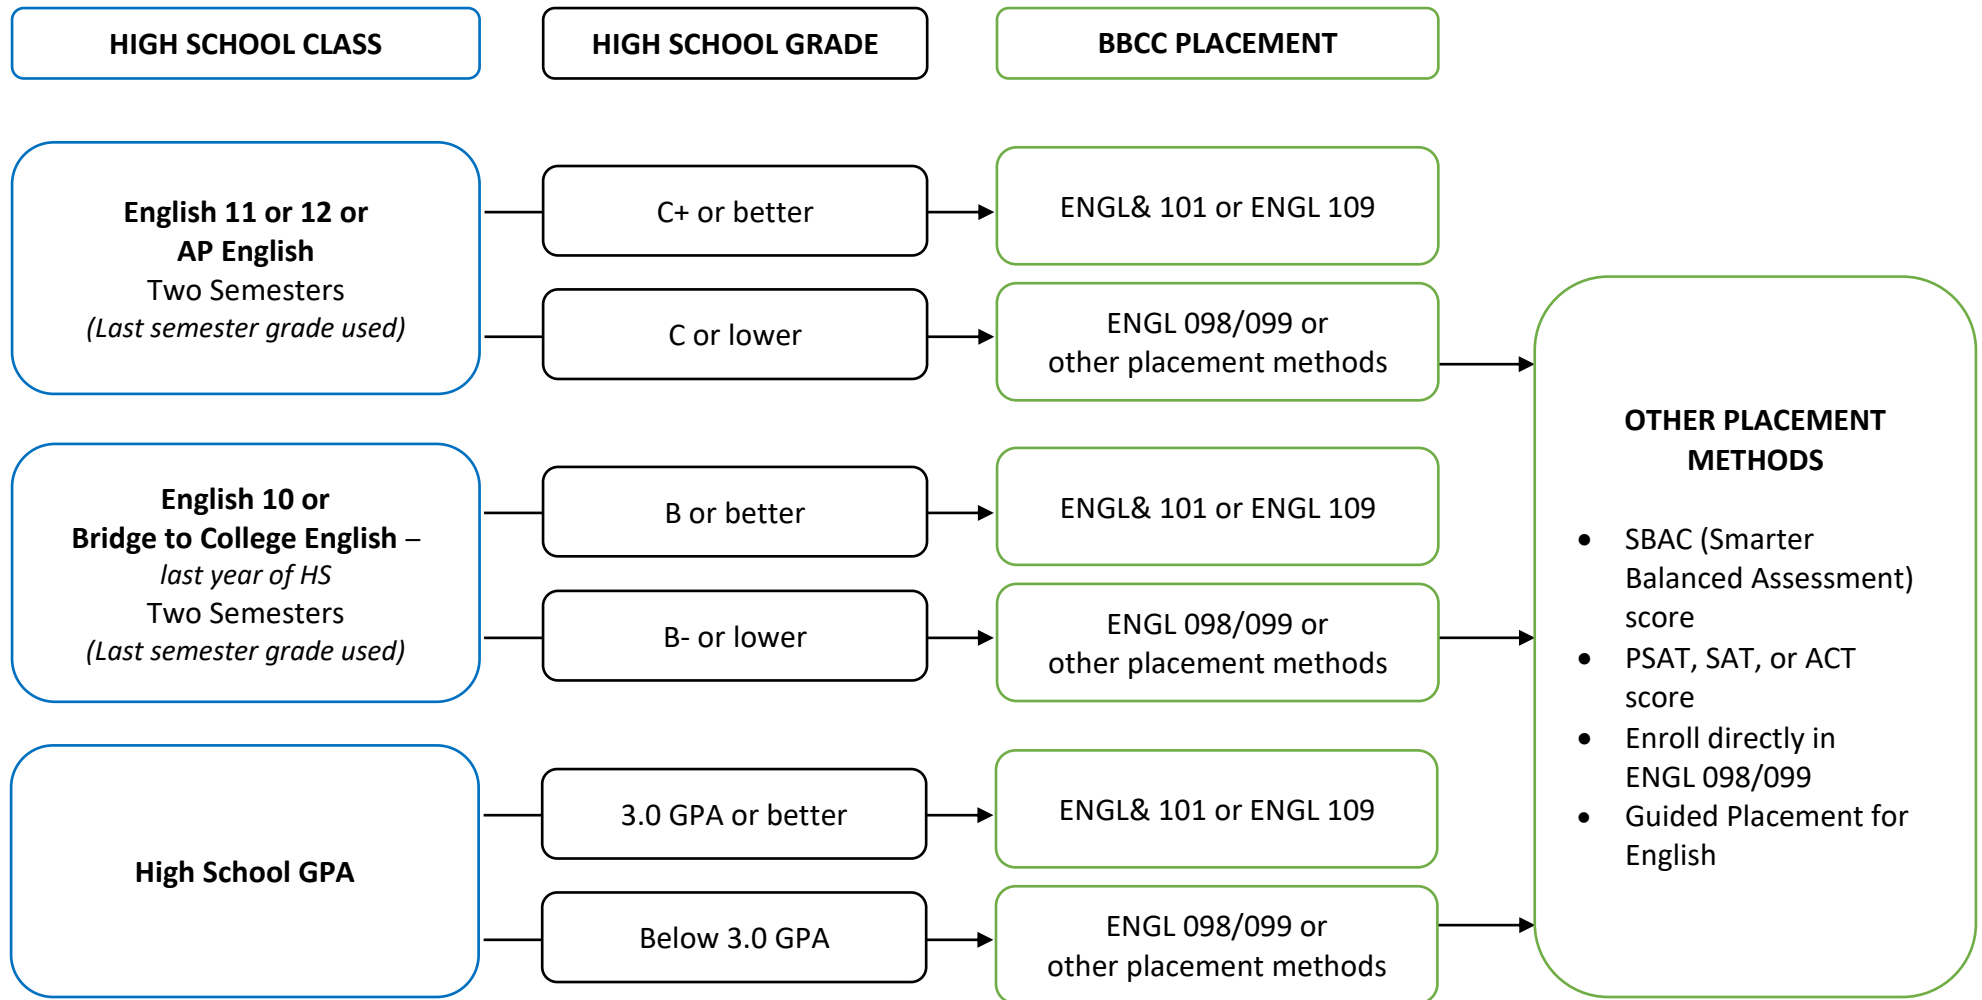 HIGH SCHOOL CLASS
HIGH SCHOOL GRADE
BBCC PLACEMENT
English 11 or 12 or
AP English
Two Semesters
(Last semester grade used)
C+ or better
ENGL& 101 or ENGL 109
C or lower
ENGL 098/099 or
other placement methods
English 10 or
Bridge to College English –
last year of HS
Two Semesters
(Last semester grade used)
B or better
ENGL& 101 or ENGL 109
B- or lower
ENGL 098/099 or
other placement methods
High School GPA
3.0 GPA or better
ENGL& 101 or ENGL 109
Below 3.0 GPA
ENGL 098/099 or
other placement methods
OTHER PLACEMENT
METHODS
• SBAC (Smarter
Balanced Assessment)
score
• PSAT, SAT, or ACT
score
• Enroll directly in
ENGL 098/099
• Guided Placement for
English